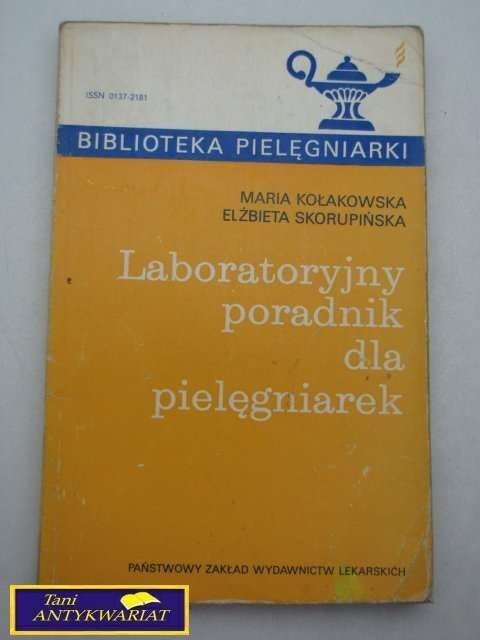 ISSN 0137-2181
BIBLIOTEKA PIELĘGNIARKI
MARIA KOŁAKOWSKA
ELŻBIETA SKORUPIŃSKA
Laboratoryjny
poradnik
dla
pielęgniarek
PAŃSTWOWY ZAKŁAD WYDAWNICTW LEKARSKICH
Tani
ANTYKWARIAT